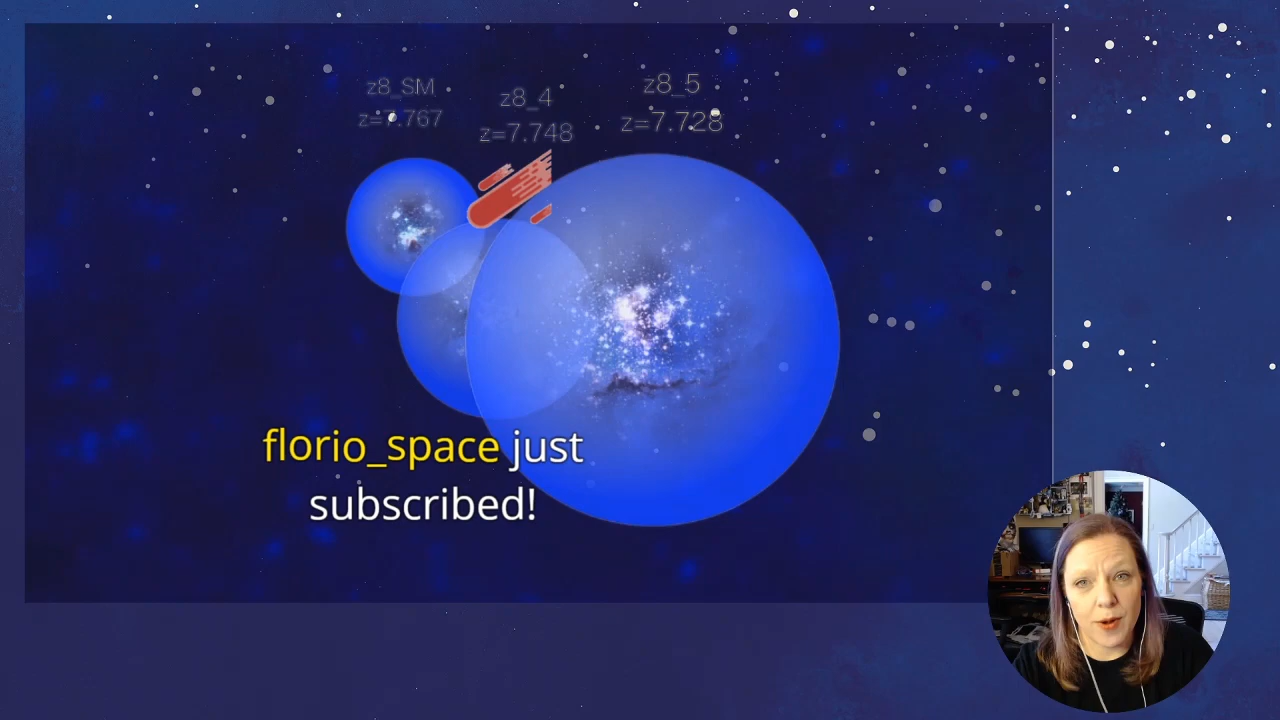 z8_SM
z=7.767
z8_4
z=7.748
z8_5
z=7.728
florio_space just
subscribed!